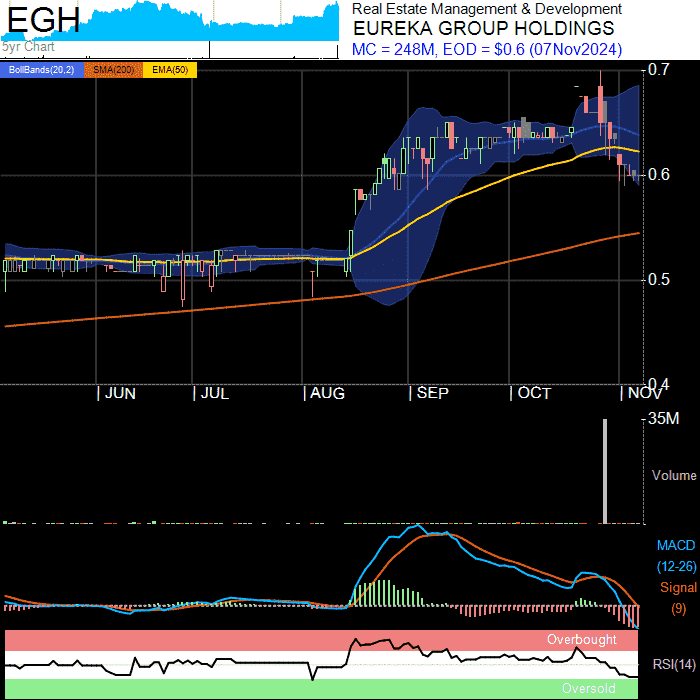 EGH
5yr Chart
Real Estate Management & Development
EUREKA GROUP HOLDINGS
MC = 248M, EOD = $0.6 (07Nov2024)
BollBands(20,2) SMA(200) EMA(50)
0.7
0.6
0.5
0.4
| JUN | JUL | AUG | SEP | OCT | NOV
35M
Volume
MACD
(12-26)
Signal
(9)
Overbought
RSI(14)
Oversold